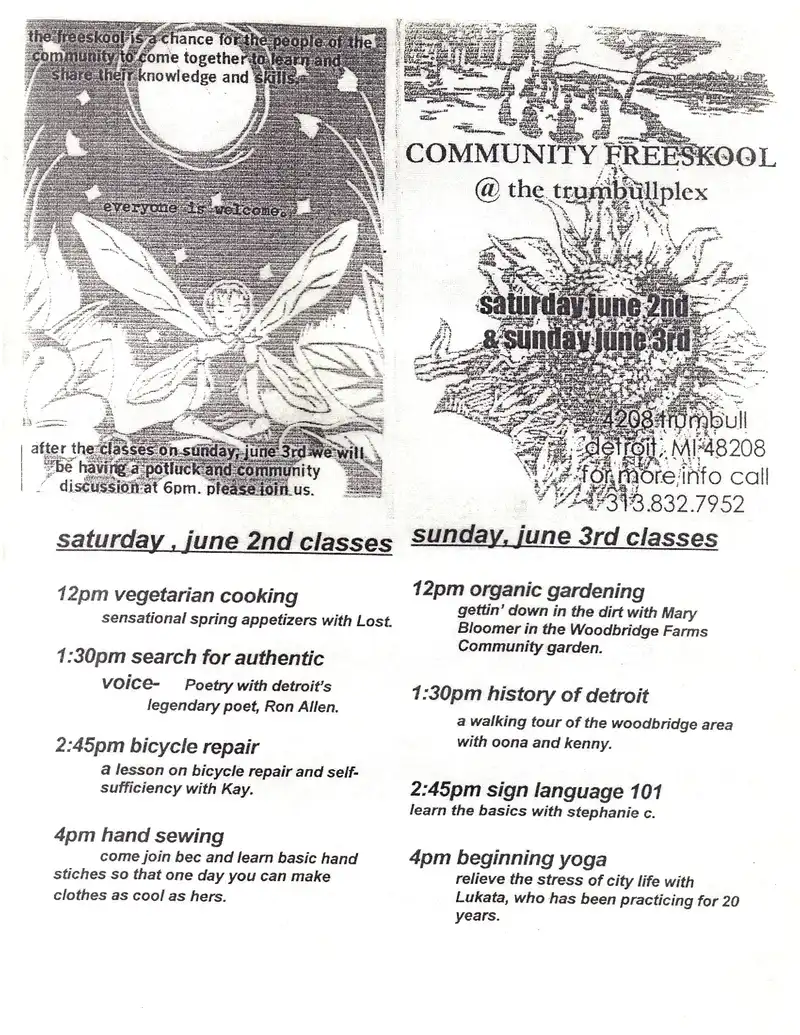 the freeskool is a chance for the people of the
community to come together to learn and
share their knowledge and skills.
everyone is welcome.
after the classes on sunday, june 3rd we will
be having a potluck and community
discussion at 6pm. please join us.
COMMUNITY FREESKOOL
@ the trumbullplex
saturday june 2nd
& sunday june 3rd
4208 trumbull
detroit, MI 48208
for more info call
313.832.7952
saturday , june 2nd classes
12pm vegetarian cooking
sensational spring appetizers with Lost.
1:30pm search for authentic
voice- Poetry with detroit's
legendary poet, Ron Allen.
2:45pm bicycle repair
a lesson on bicycle repair and self-
sufficiency with Kay.
4pm hand sewing
come join bec and learn basic hand
stiches so that one day you can make
clothes as cool as hers.
sunday, june 3rd classes
12pm organic gardening
gettin' down in the dirt with Mary
Bloomer in the Woodbridge Farms
Community garden.
1:30pm history of detroit
a walking tour of the woodbridge area
with oona and kenny.
2:45pm sign language 101
learn the basics with stephanie c.
4pm beginning yoga
relieve the stress of city life with
Lukata, who has been practicing for 20
years.